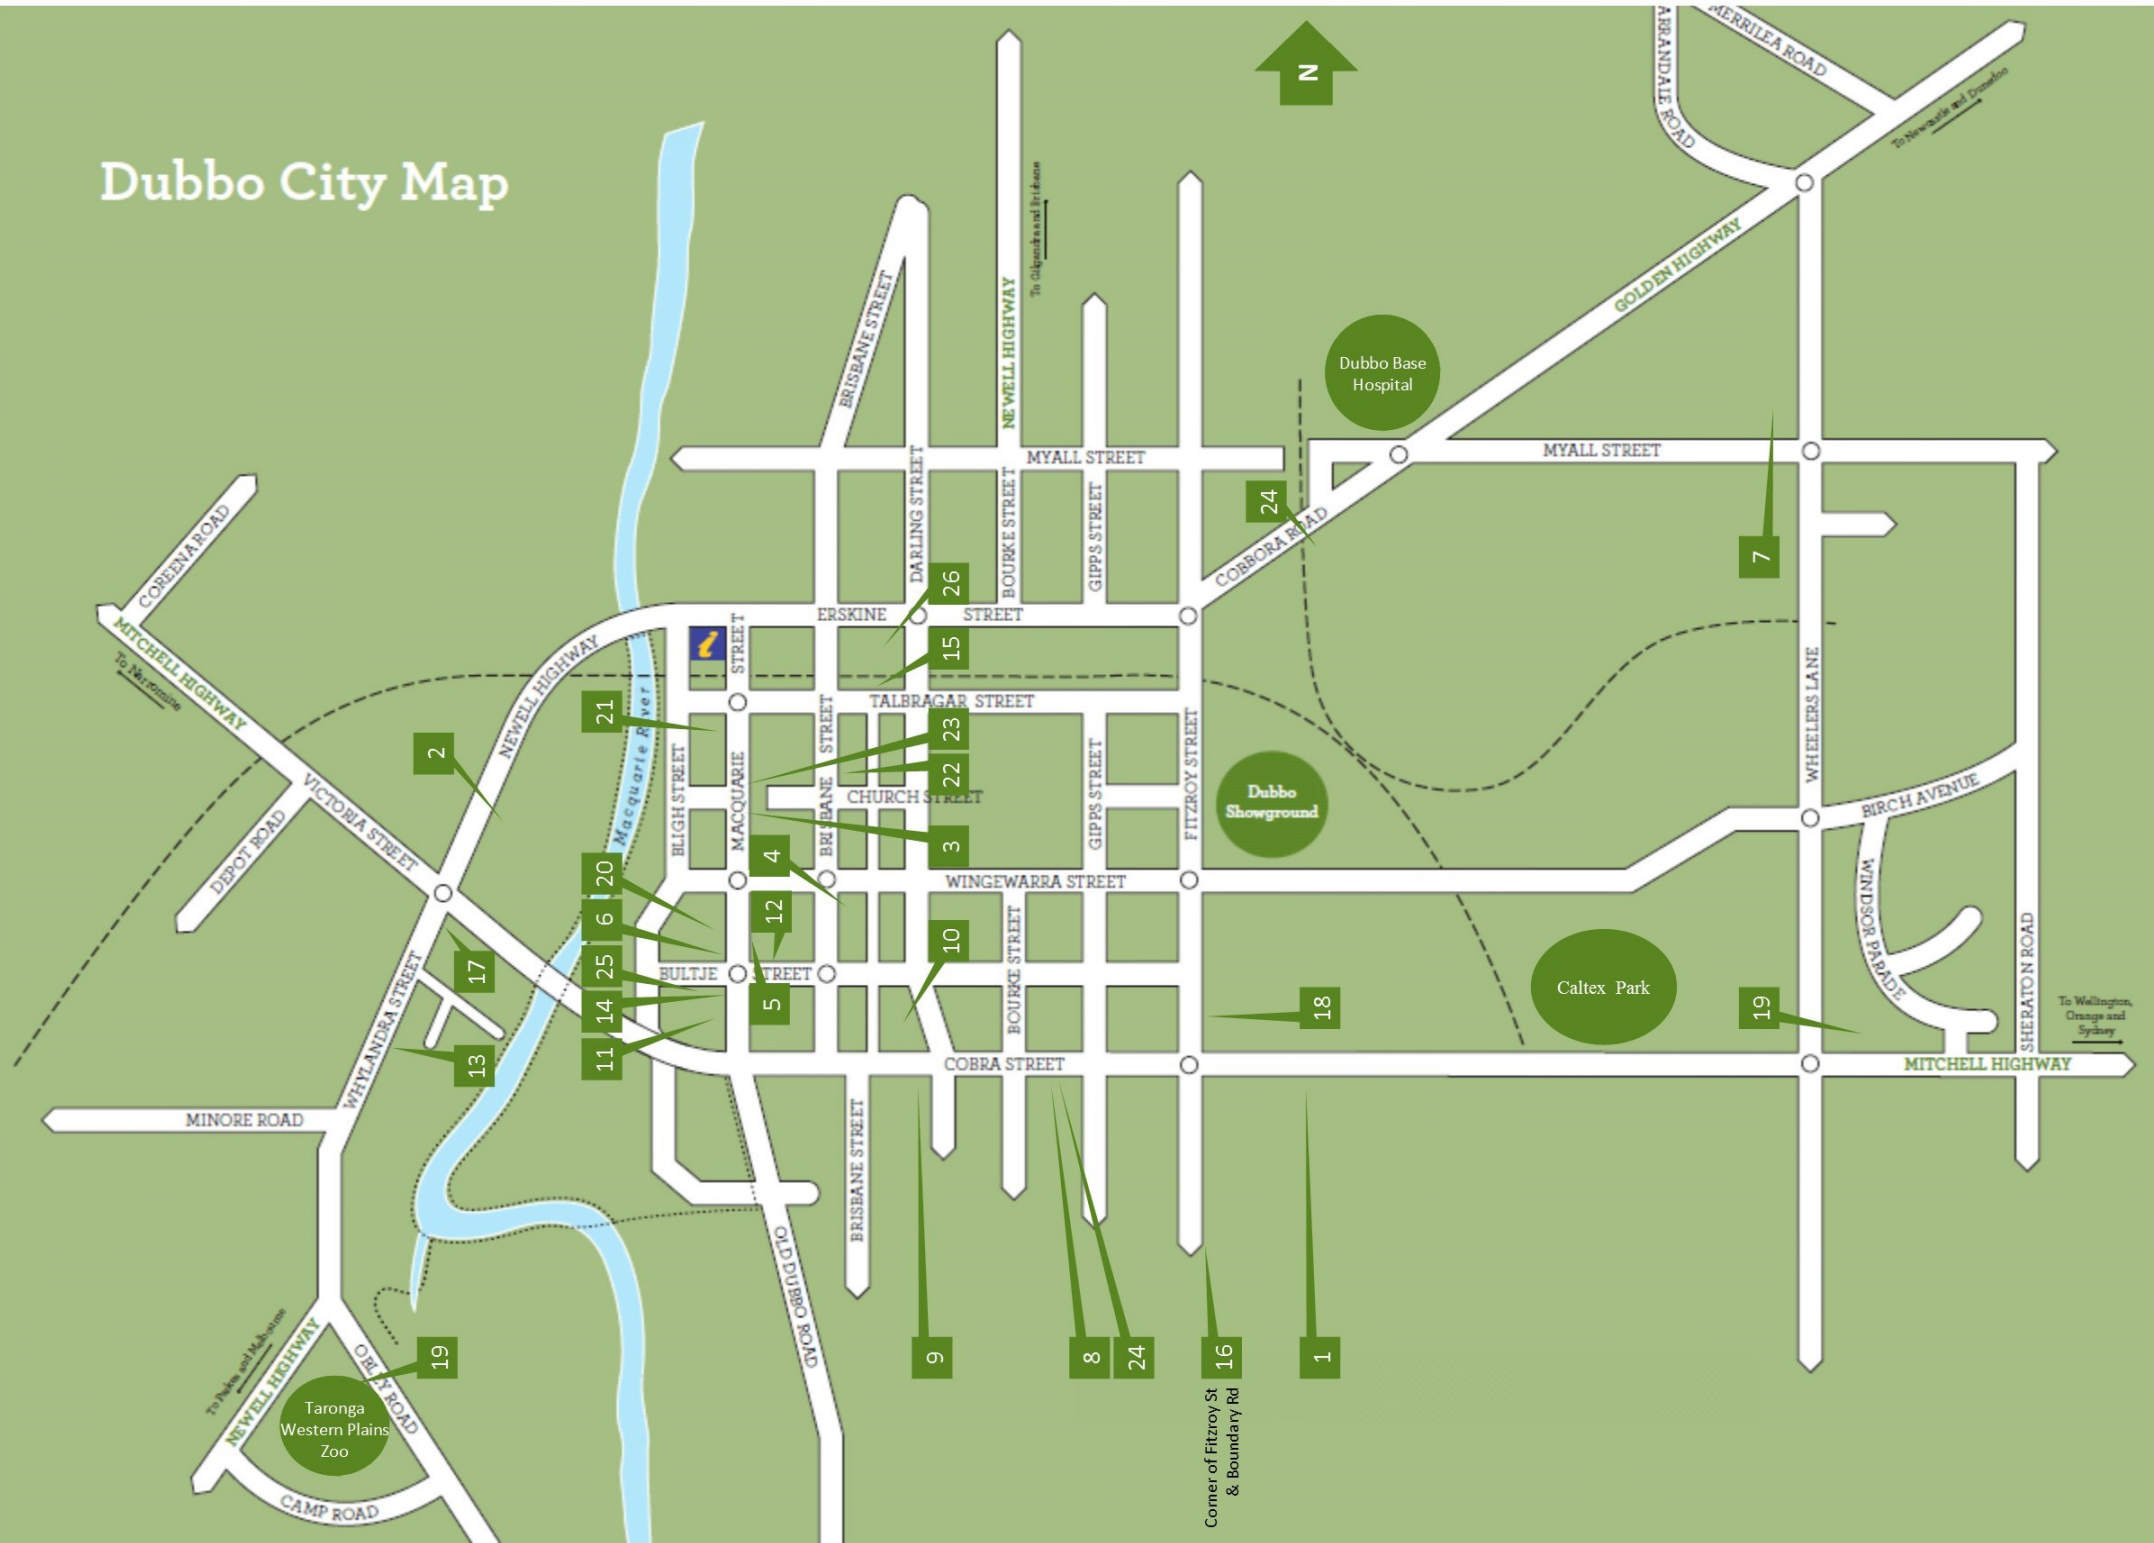 Dubbo City Map
N
ARRANDALE ROAD
MERRILEA ROAD
To Newcastle and Dunedoo
To Gilgandra and Brisbane
NEWELL HIGHWAY
BRISBANE STREET
GOLDEN HIGHWAY
Dubbo Base
Hospital
MYALL STREET
MYALL STREET
DARLING STREET
BOURKE STREET
GIPPS STREET
24
COBBORA ROAD
7
COREENA ROAD
MITCHELL HIGHWAY
To Narromine
NEWELL HIGHWAY
26
ERSKINE
STREET
i
STREET
15
TALBRAGAR STREET
21
23
22
2
Macquarie River
BLIGH STREET
MACQUARIE
BRISBANE STREET
CHURCH STREET
GIPPS STREET
FITZROY STREET
Dubbo
Showground
WHEELERS LANE
BIRCH AVENUE
VICTORIA STREET
DEPOT ROAD
3
4
20
WINGEWARRA STREET
6
12
10
25
BULTJE
STREET
BOURKE STREET
14
5
11
17
13
WHYLANDRA STREET
18
Caltex Park
19
WINDSOR PARADE
SHERATON ROAD
To Wellington,
Orange and
Sydney
COBRA STREET
MITCHELL HIGHWAY
MINORE ROAD
BRISBANE STREET
OLD DUBBO ROAD
9
8
24
16
1
Corner of Fitzroy St
& Boundary Rd
19
To Parkes and Melbourne
NEWELL HIGHWAY
OBLEY ROAD
Taronga
Western Plains
Zoo
CAMP ROAD